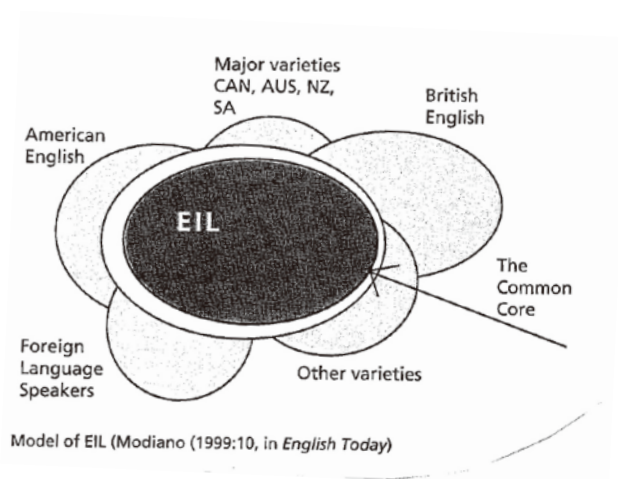 Major varieties
CAN, AUS, NZ,
SA
British
English
American
English
EIL
The
Common
Core
Foreign
Language
Speakers
Other varieties
Model of EIL (Modiano (1999:10, in English Today)